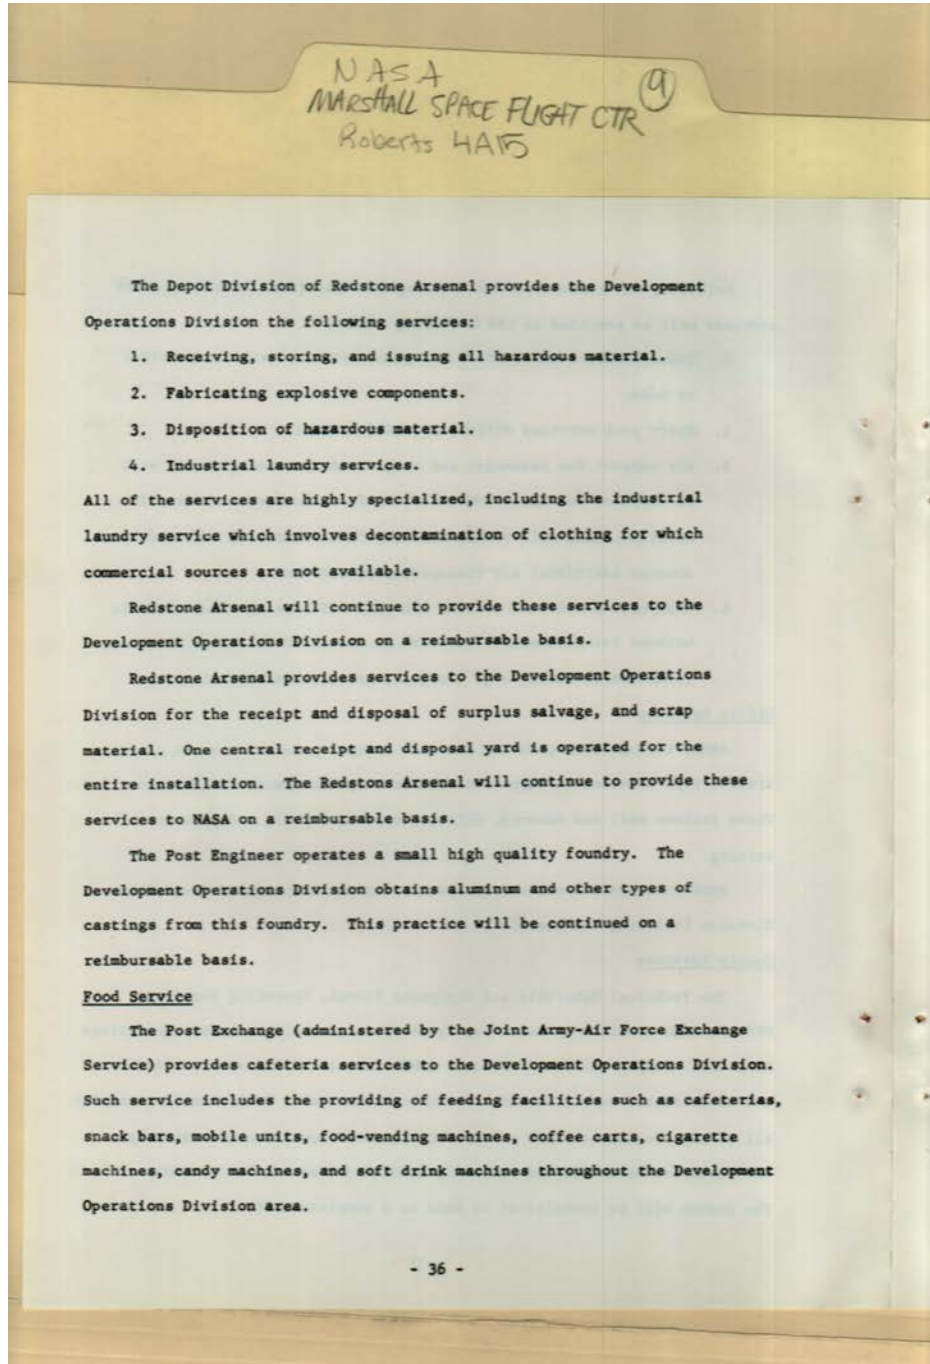 NASA
MARSHALL SPACE FLIGHT CTR
9
Roberts 4A15
The Depot Division of Redstone Arsenal provides the Development
Operations Division the following services:
1. Receiving, storing, and issuing all hazardous material.
2. Fabricating explosive components.
3. Disposition of hazardous material.
4. Industrial laundry services.
All of the services are highly specialized, including the industrial
laundry service which involves decontamination of clothing for which
commercial sources are not available.
Redstone Arsenal will continue to provide these services to the
Development Operations Division on a reimbursable basis.
Redstone Arsenal provides services to the Development Operations
Division for the receipt and disposal of surplus salvage, and scrap
material. One central receipt and disposal yard is operated for the
entire installation. The Redstons Arsenal will continue to provide these
services to NASA on a reimbursable basis.
The Post Engineer operates a small high quality foundry. The
Development Operations Division obtains aluminum and other types of
castings from this foundry. This practice will be continued on a
reimbursable basis.
Food Service
The Post Exchange (administered by the Joint Army-Air Force Exchange
Service) provides cafeteria services to the Development Operations Division.
Such service includes the providing of feeding facilities such as cafeterias,
snack bars, mobile units, food-vending machines, coffee carts, cigarette
machines, candy machines, and soft drink machines throughout the Development
Operations Division area.
- 36 -